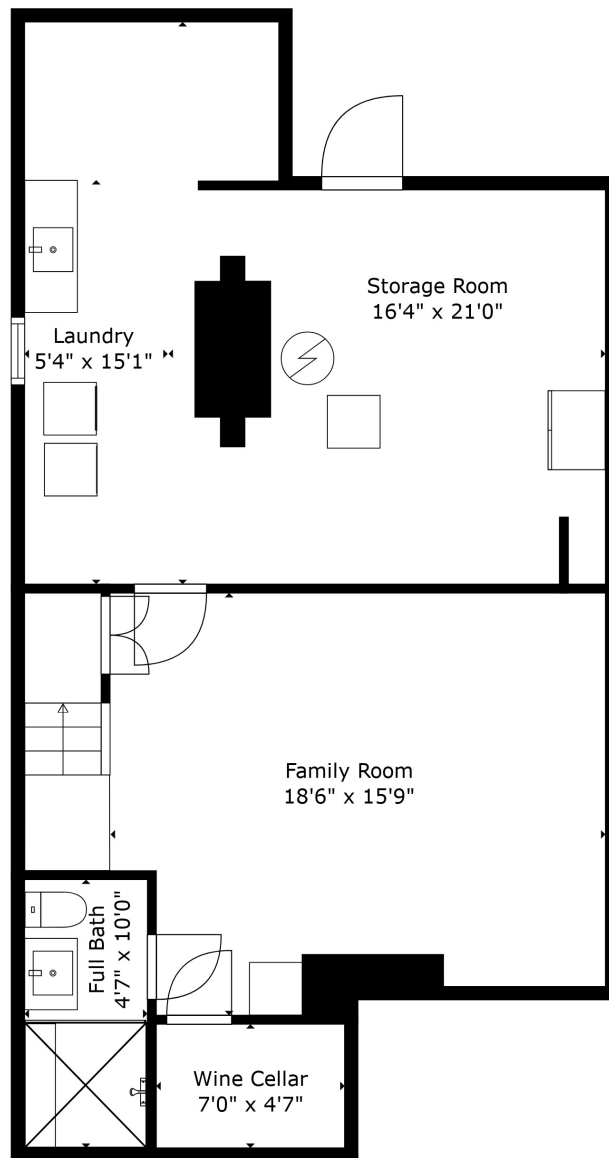 Storage Room
16'4" x 21'0"
Laundry
5'4" x 15'1"
Family Room
18'6" x 15'9"
Full Bath
4'7" x 10'0"
Wine Cellar
7'0" x 4'7"